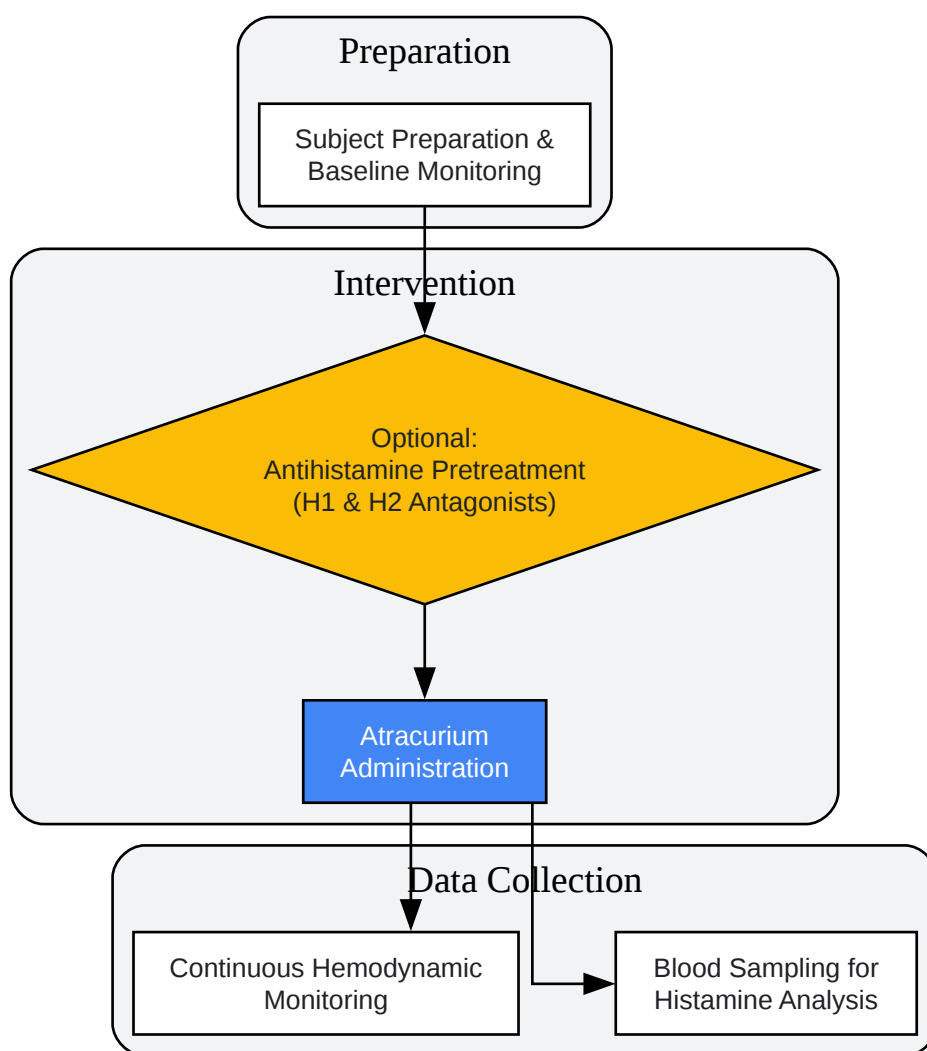 Preparation
Subject Preparation &
Baseline Monitoring
Intervention
Optional:
Antihistamine Pretreatment
(H1 & H2 Antagonists)
Atracurium
Administration
Data Collection
Continuous Hemodynamic
Monitoring
Blood Sampling for
Histamine Analysis